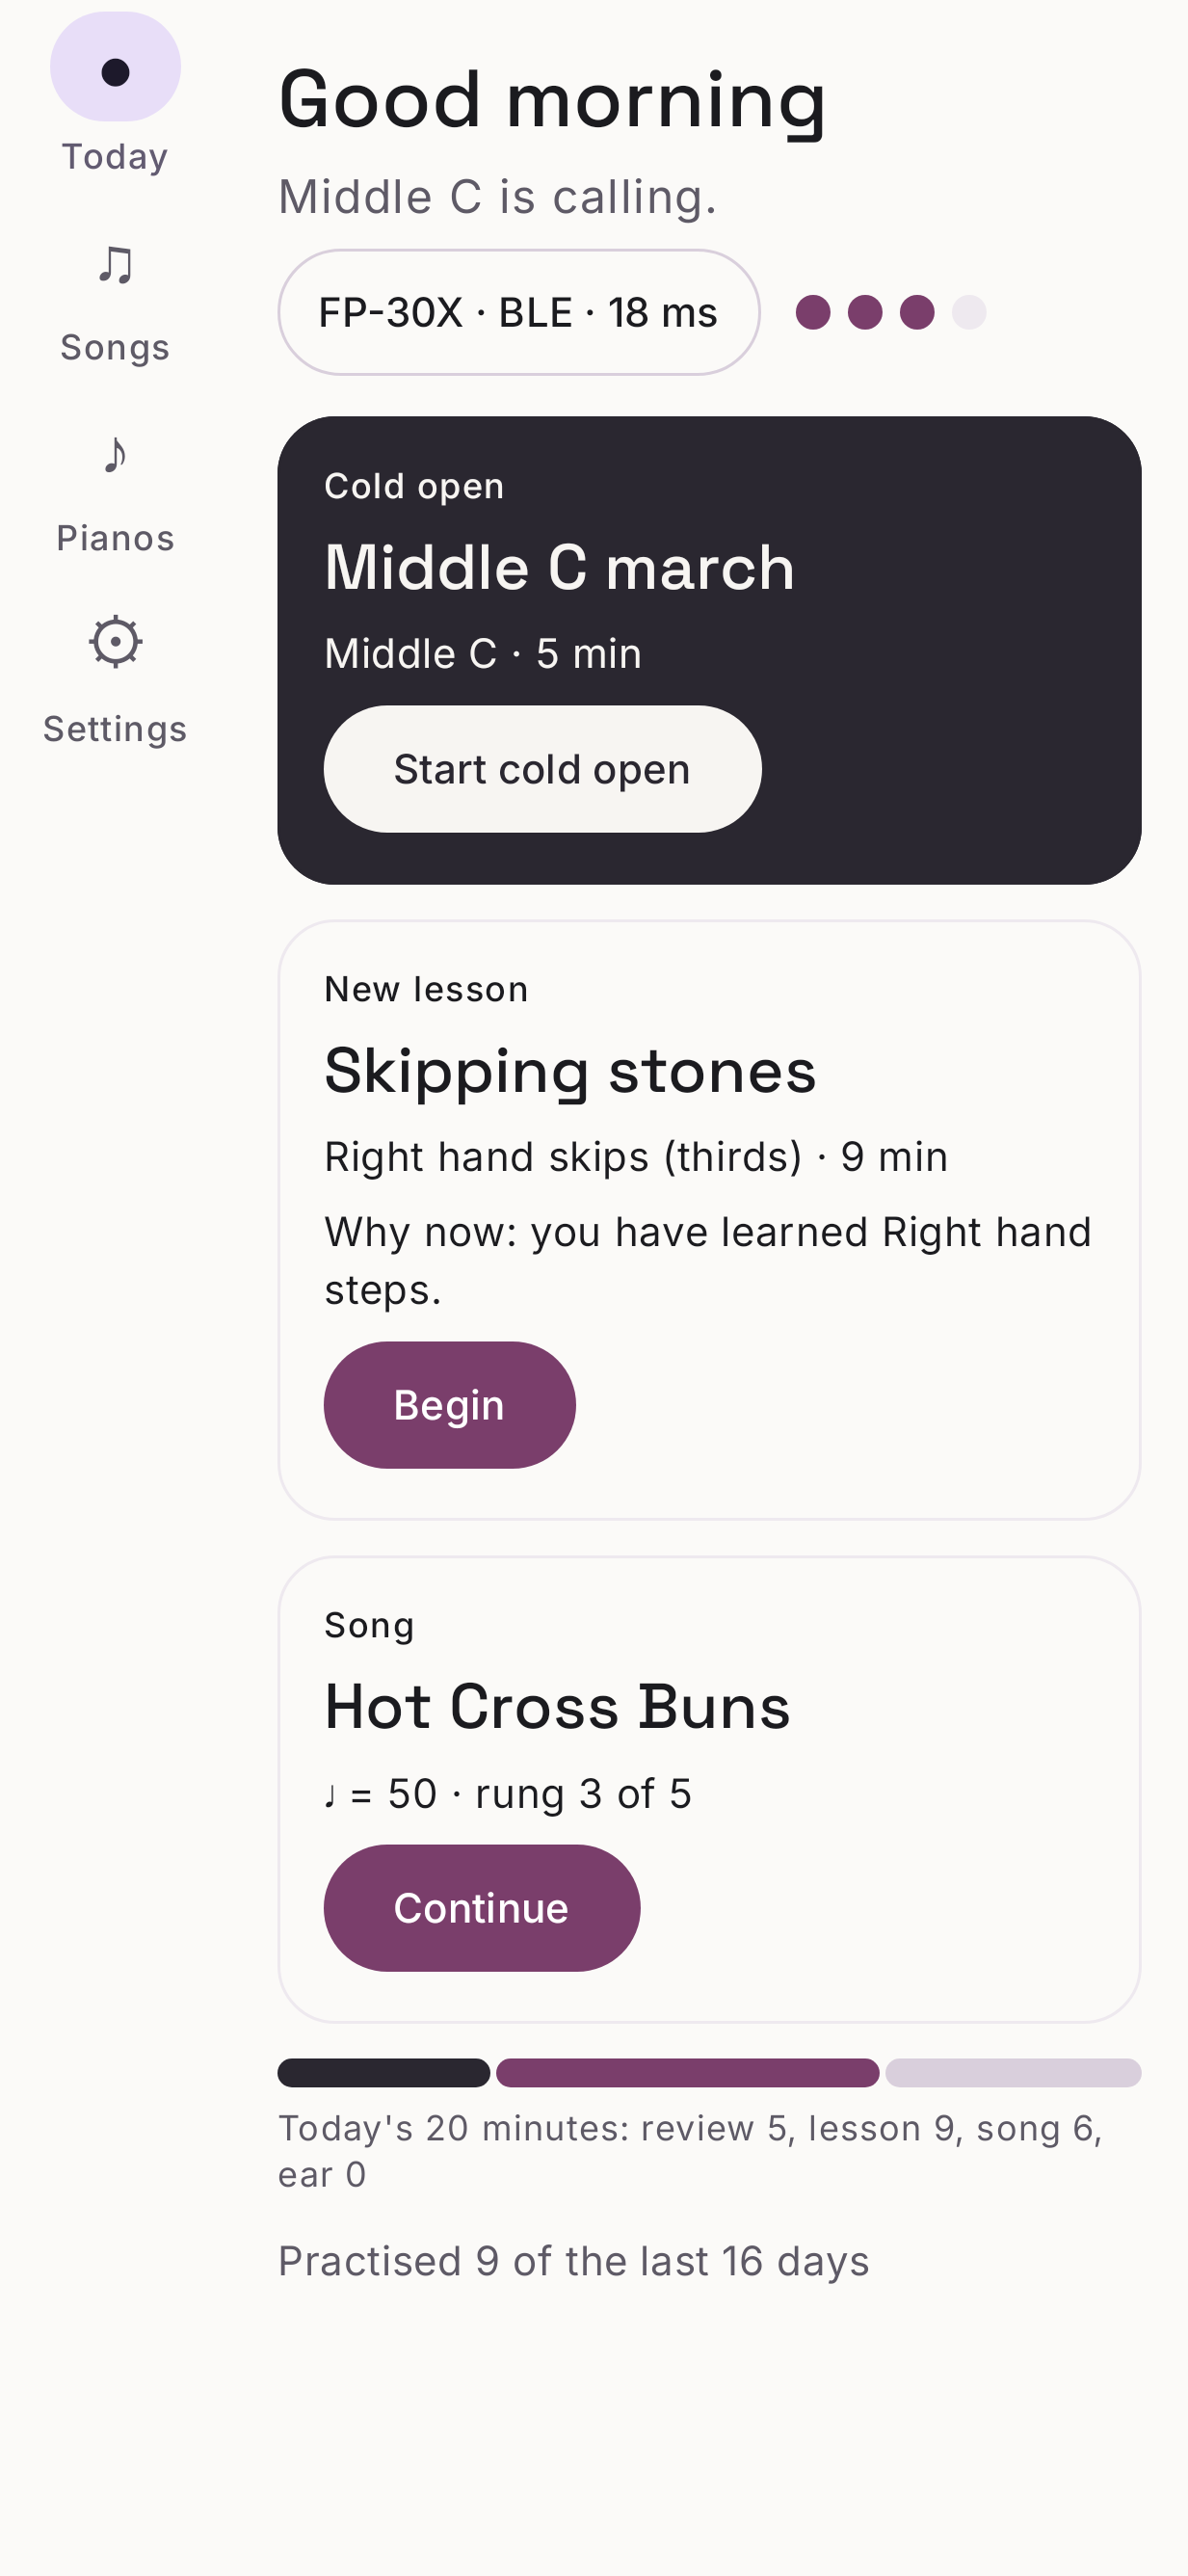 Today
Songs
Pianos
Settings
Good morning
Middle C is calling.
FP-30X · BLE · 18 ms
Cold open
Middle C march
Middle C · 5 min
Start cold open
New lesson
Skipping stones
Right hand skips (thirds) · 9 min
Why now: you have learned Right hand
steps.
Begin
Song
Hot Cross Buns
♩ = 50 · rung 3 of 5
Continue
Today's 20 minutes: review 5, lesson 9, song 6,
ear 0
Practised 9 of the last 16 days